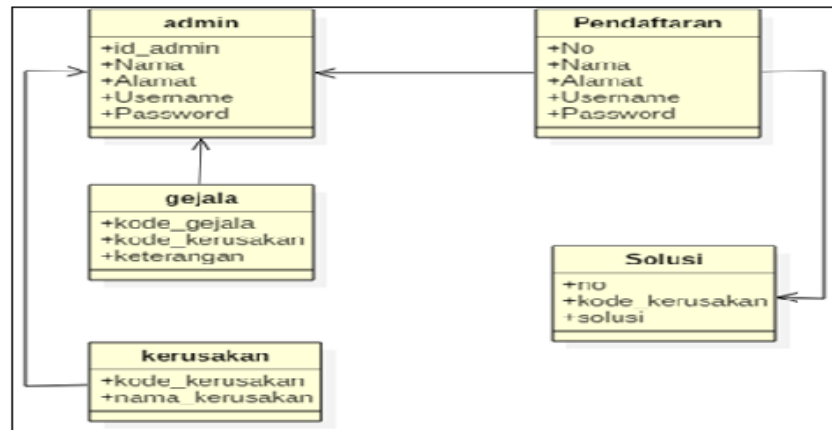 admin
+id_admin
+Nama
+Alamat
+Username
+Password
Pendaftaran
+No
+Nama
+Alamat
+Username
+Password
gejala
+kode_gejala
+kode_kerusakan
+keterangan
Solusi
+no
+kode_kerusakan
+solusi
kerusakan
+kode_kerusakan
+nama_kerusakan